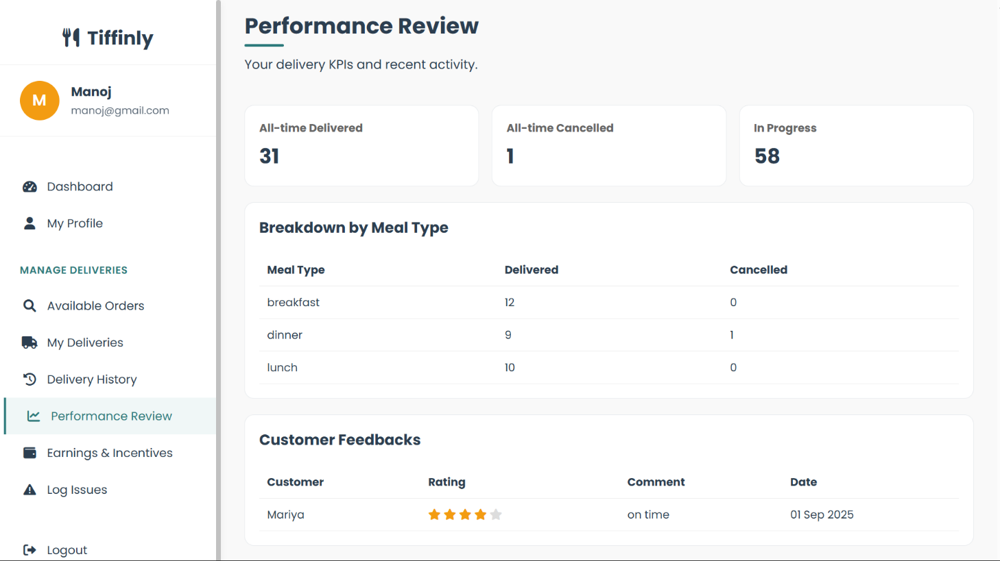 Tiffinly
M
Manoj
manoj@gmail.com
Dashboard
My Profile
MANAGE DELIVERIES
Available Orders
My Deliveries
Delivery History
Performance Review
Earnings & Incentives
Log Issues
Logout
Performance Review
Your delivery KPIs and recent activity.
All-time Delivered
31
All-time Cancelled
1
In Progress
58
Breakdown by Meal Type
Meal Type Delivered Cancelled
breakfast 12 0
dinner 9 1
lunch 10 0
Customer Feedbacks
Customer Rating Comment Date
Mariya on time 01 Sep 2025